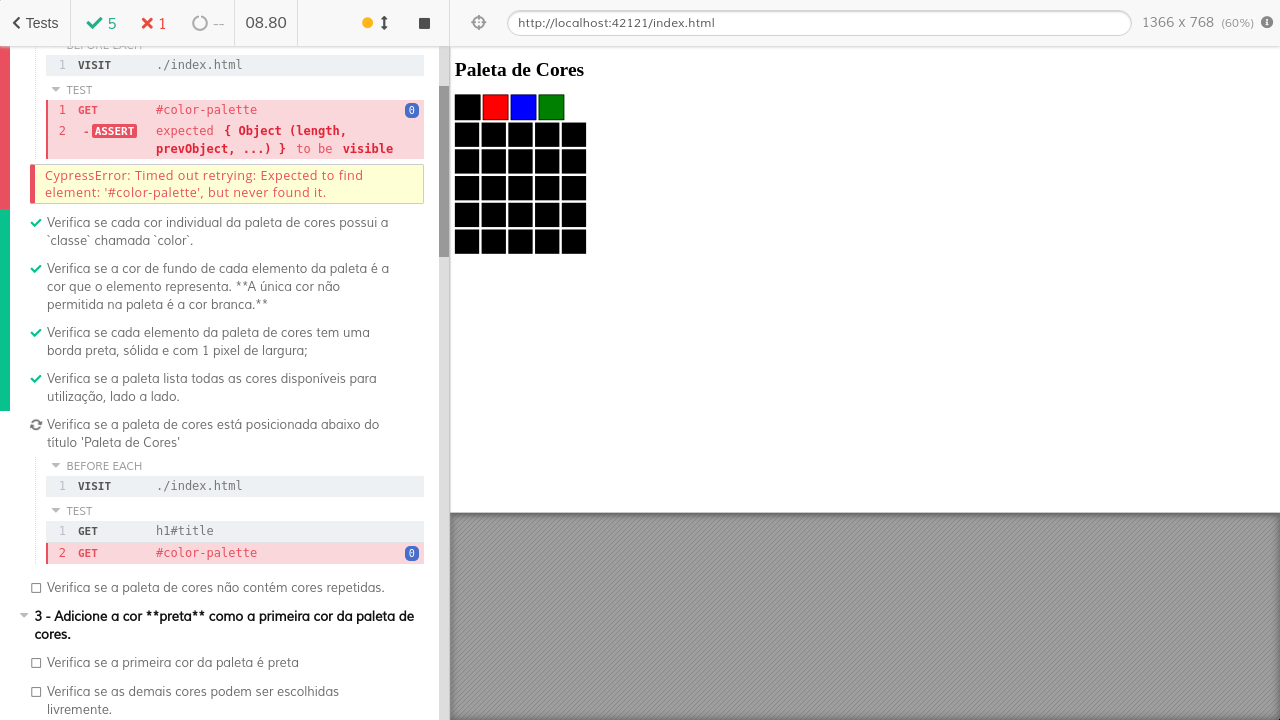 Tests
5
1
--
08.80
http://localhost:42121/index.html
1366 x 768 (60%)
BEFORE EACH
1 VISIT ./index.html
TEST
1 GET #color-palette 0
2 -ASSERT expected { Object (length,
prevObject, ...) } to be visible
CypressError: Timed out retrying: Expected to find
element: '#color-palette', but never found it.
Verifica se cada cor individual da paleta de cores possui a
`classe` chamada `color`.
Verifica se a cor de fundo de cada elemento da paleta é a
cor que o elemento representa. **A única cor não
permitida na paleta é a cor branca.**
Verifica se cada elemento da paleta de cores tem uma
borda preta, sólida e com 1 pixel de largura;
Verifica se a paleta lista todas as cores disponíveis para
utilização, lado a lado.
Verifica se a paleta de cores está posicionada abaixo do
título 'Paleta de Cores'
BEFORE EACH
1 VISIT ./index.html
TEST
1 GET h1#title
2 GET #color-palette 0
Verifica se a paleta de cores não contém cores repetidas.
3 - Adicione a cor **preta** como a primeira cor da paleta de
cores.
Verifica se a primeira cor da paleta é preta
Verifica se as demais cores podem ser escolhidas
livremente.
Paleta de Cores